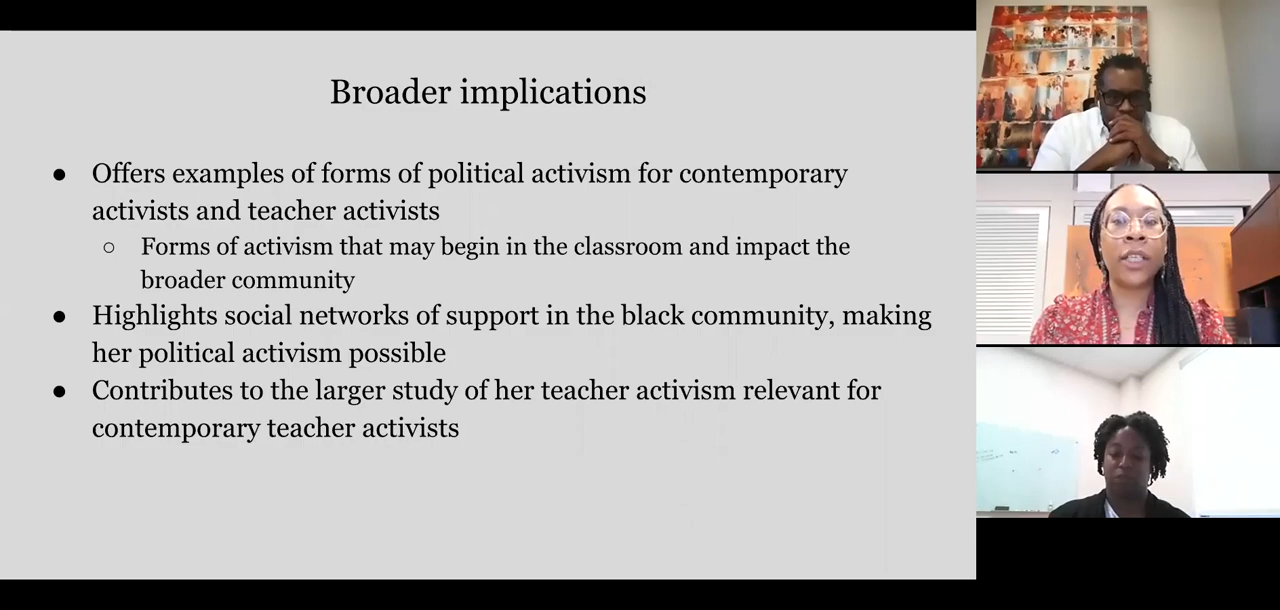 Broader implications
● Offers examples of forms of political activism for contemporary
activists and teacher activists
○ Forms of activism that may begin in the classroom and impact the
broader community
● Highlights social networks of support in the black community, making
her political activism possible
● Contributes to the larger study of her teacher activism relevant for
contemporary teacher activists